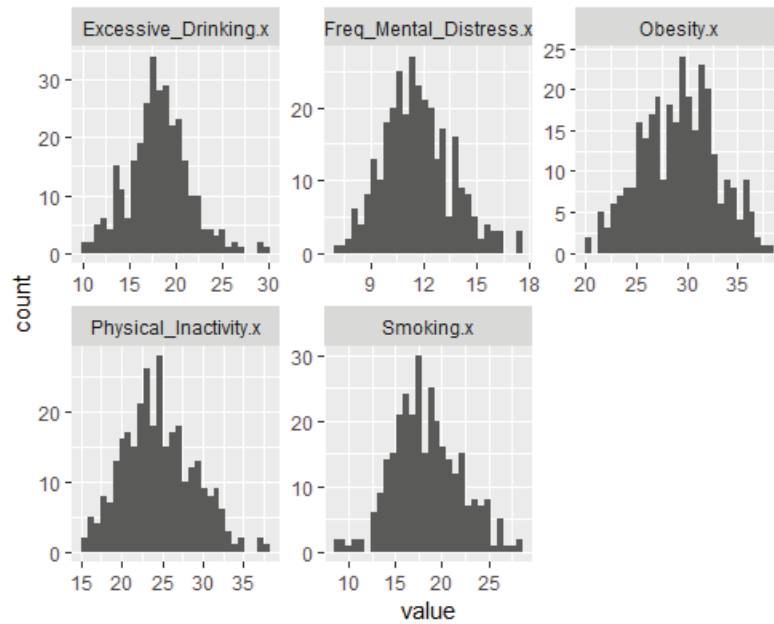 Excessive_Drinking.x
Freq_Mental_Distress.x
Obesity.x
30
20
10
0
10 15 20 25 30
20
10
0
9 12 15 18
25
20
15
10
5
0
20 25 30 35
count
Physical_Inactivity.x
Smoking.x
20
10
0
15 20 25 30 35
30
20
10
0
10 15 20 25
value